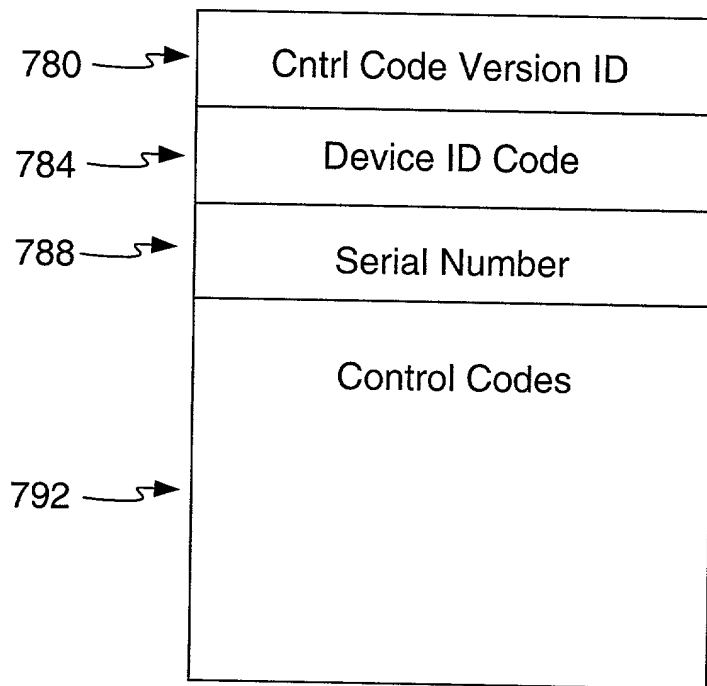 780 Cntrl Code Version ID
784 Device ID Code
788 Serial Number
Control Codes
792